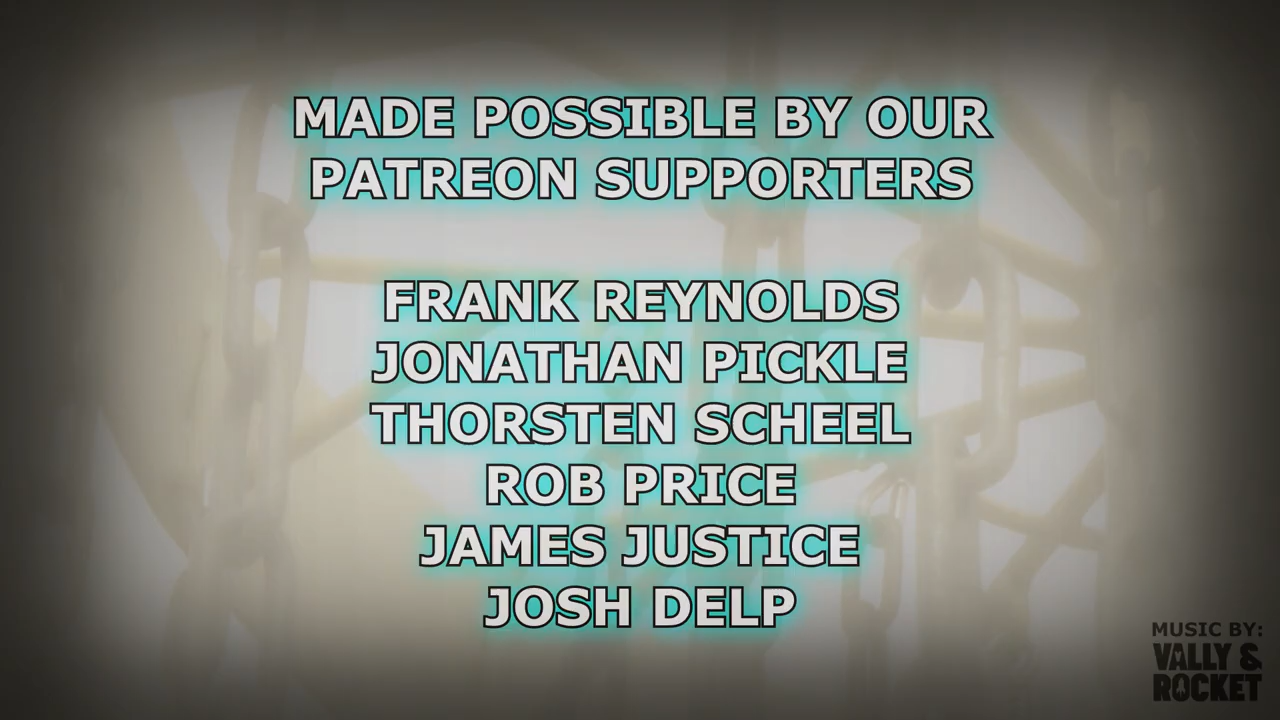 MADE POSSIBLE BY OUR
PATREON SUPPORTERS
FRANK REYNOLDS
JONATHAN PICKLE
THORSTEN SCHEEL
ROB PRICE
JAMES JUSTICE
JOSH DELP
MUSIC BY:
VALLY &
ROCKET